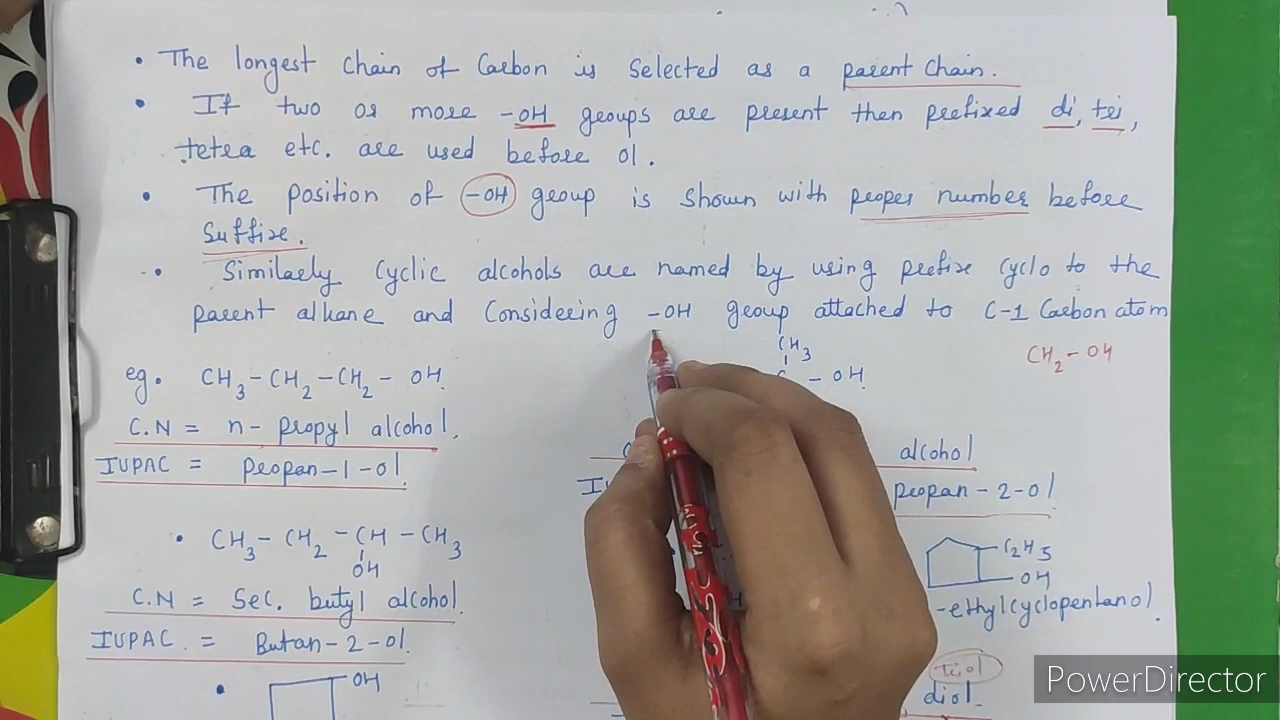 • The longest Chain of Carbon is Selected as a parent Chain.
• If two or more -OH groups are present then prefixed di, tri,
tetra etc. are used before ol.
• The position of -OH group is shown with proper number before
Suffixe.
• Similarly Cyclic alcohols are named by using prefixe Cyclo to the
parent alkane and Considering -OH group attached to C-1 Carbon atom
CH3
CH2-OH
eg. CH3-CH2-CH2-OH.
-OH.
C.N = n-propyl alcohol.
alcohol
IUPAC = Propan-1-ol.
propan-2-ol
• CH3-CH2-CH-CH3
OH
C2H5
OH
C.N = Sec. butyl alcohol.
-ethylcyclopentanol.
IUPAC. = Butan-2-ol.
triol
diol.
• OH
PowerDirector